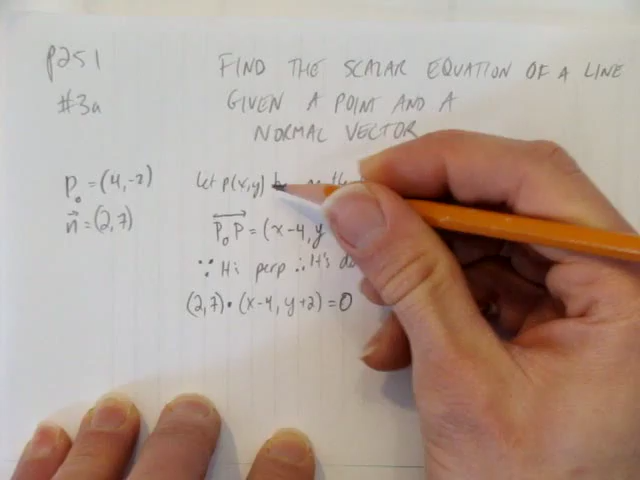 p251
#3a
FIND THE SCALAR EQUATION OF A LINE
GIVEN A POINT AND A
NORMAL VECTOR
P₀ = (4, -2)
n⃗ = (2, 7)
Let P(x,y)
P₀P = (x-4, y
∵ it's perp ∴ it's
(2,7)•(x-4, y+2) = 0